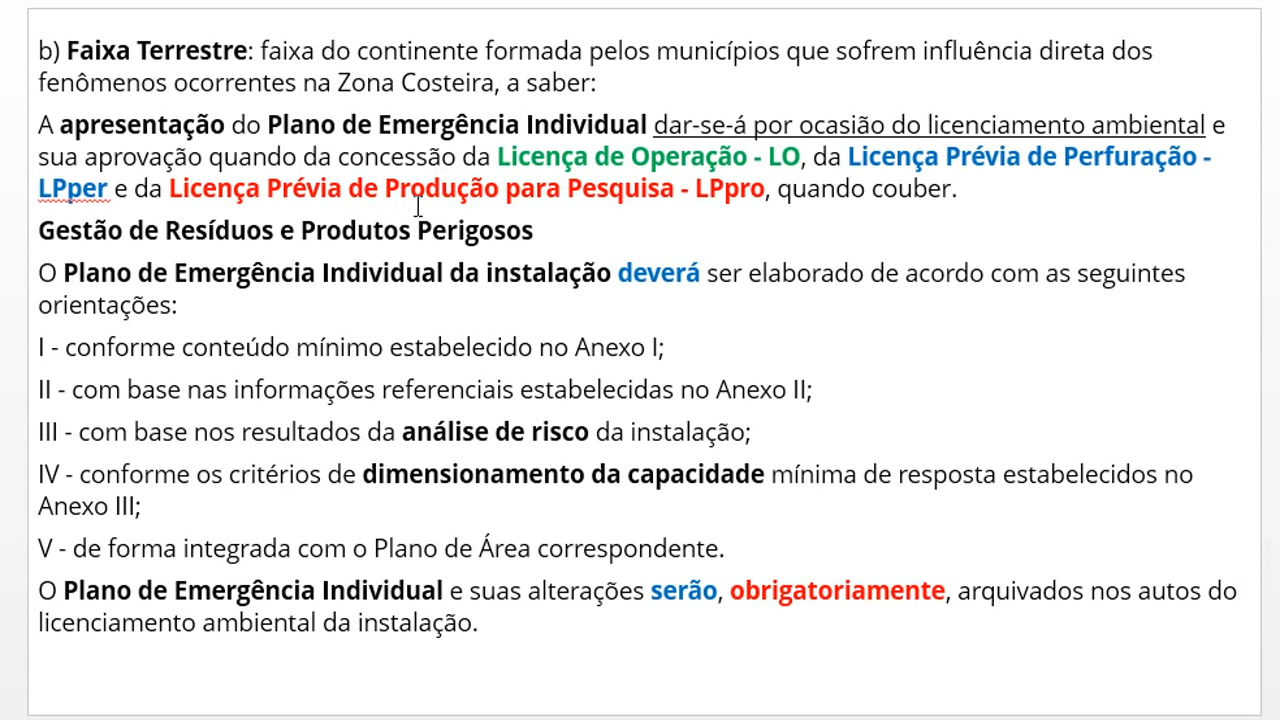 b) Faixa Terrestre: faixa do continente formada pelos municípios que sofrem influência direta dos
fenômenos ocorrentes na Zona Costeira, a saber:
A apresentação do Plano de Emergência Individual dar-se-á por ocasião do licenciamento ambiental e
sua aprovação quando da concessão da Licença de Operação - LO, da Licença Prévia de Perfuração -
LPper e da Licença Prévia de Produção para Pesquisa - LPpro, quando couber.
Gestão de Resíduos e Produtos Perigosos
O Plano de Emergência Individual da instalação deverá ser elaborado de acordo com as seguintes
orientações:
I - conforme conteúdo mínimo estabelecido no Anexo I;
II - com base nas informações referenciais estabelecidas no Anexo II;
III - com base nos resultados da análise de risco da instalação;
IV - conforme os critérios de dimensionamento da capacidade mínima de resposta estabelecidos no
Anexo III;
V - de forma integrada com o Plano de Área correspondente.
O Plano de Emergência Individual e suas alterações serão, obrigatoriamente, arquivados nos autos do
licenciamento ambiental da instalação.